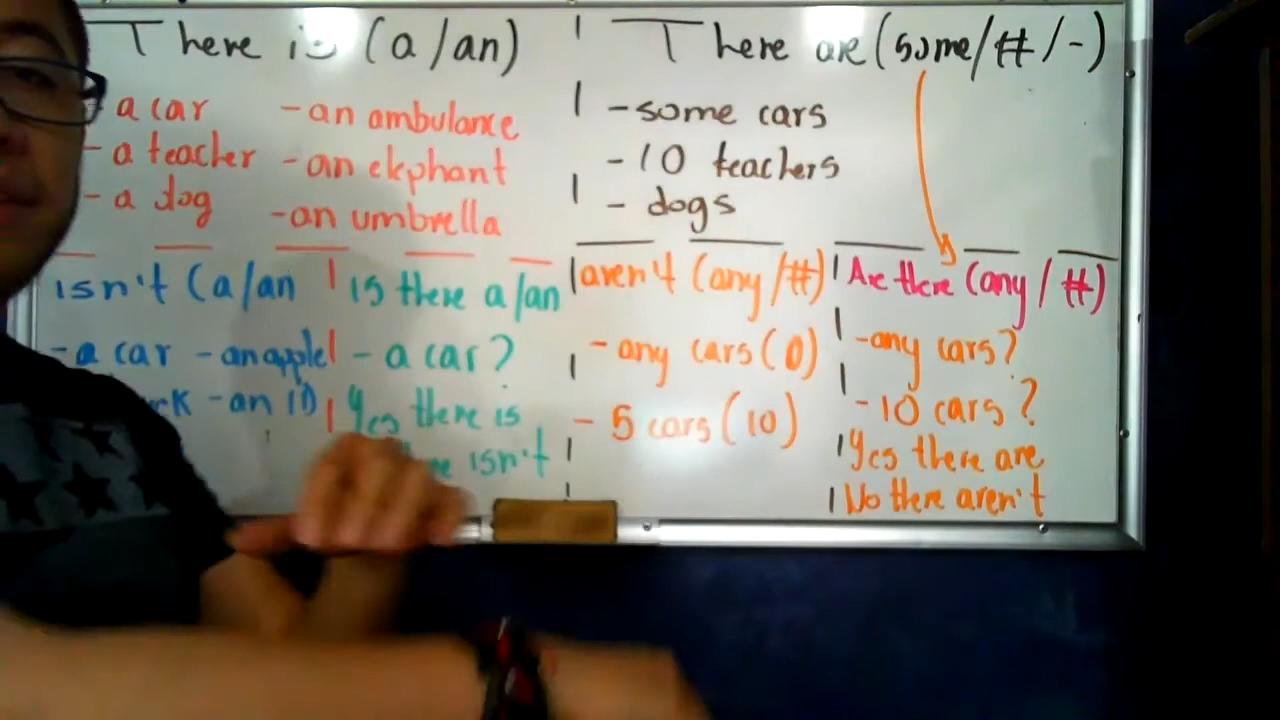 There is (a/an)
- a car
- a teacher
- a dog
- an ambulance
- an elephant
- an umbrella
There are (some/#/-)
- some cars
- 10 teachers
- dogs
isn't (a/an
- a car - an apple
- an ID
Is there a/an
- a car?
Yes there is
isn't
aren't (any/#)
- any cars (0)
- 5 cars (10)
Are there (any/#)
- any cars?
- 10 cars?
Yes there are
No there aren't